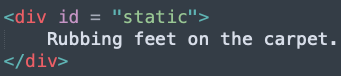 <div id = "static">
    Rubbing feet on the carpet.
</div>